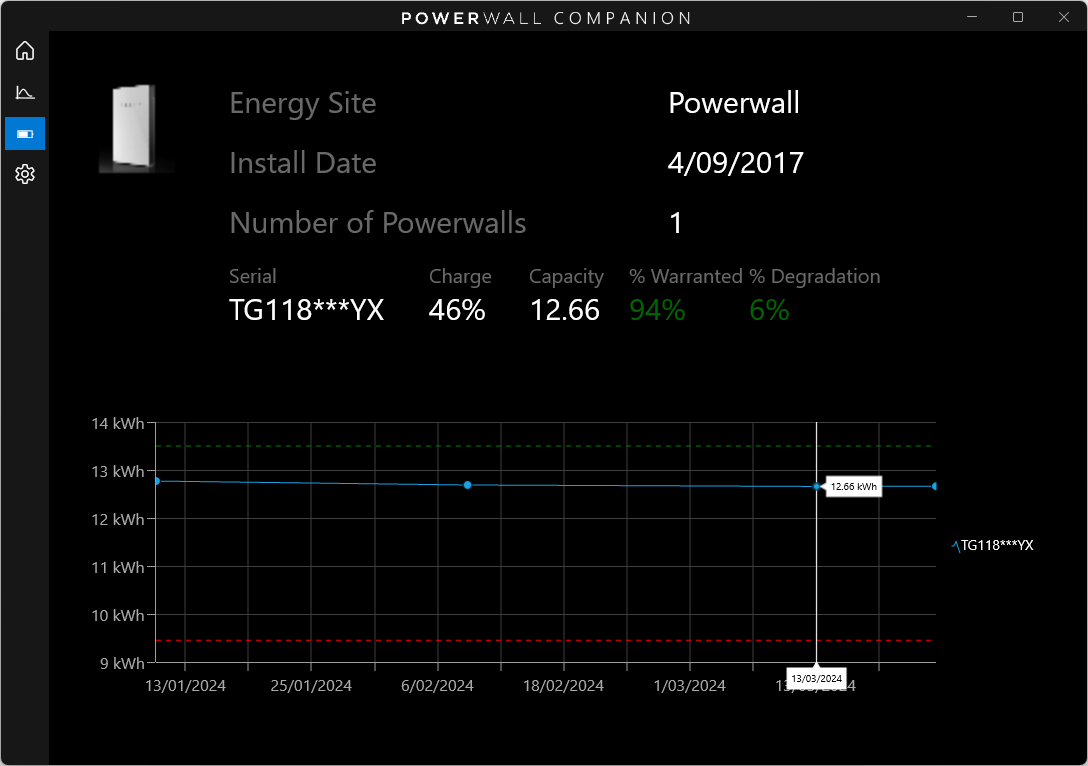 POWERWALL COMPANION
Energy Site Powerwall
Install Date 4/09/2017
Number of Powerwalls 1
Serial Charge Capacity % Warranted % Degradation
TG118***YX 46% 12.66 94% 6%
14 kWh
13 kWh
12.66 kWh
12 kWh
TG118***YX
11 kWh
10 kWh
9 kWh
13/03/2024
13/01/2024 25/01/2024 6/02/2024 18/02/2024 1/03/2024 13/03/2024